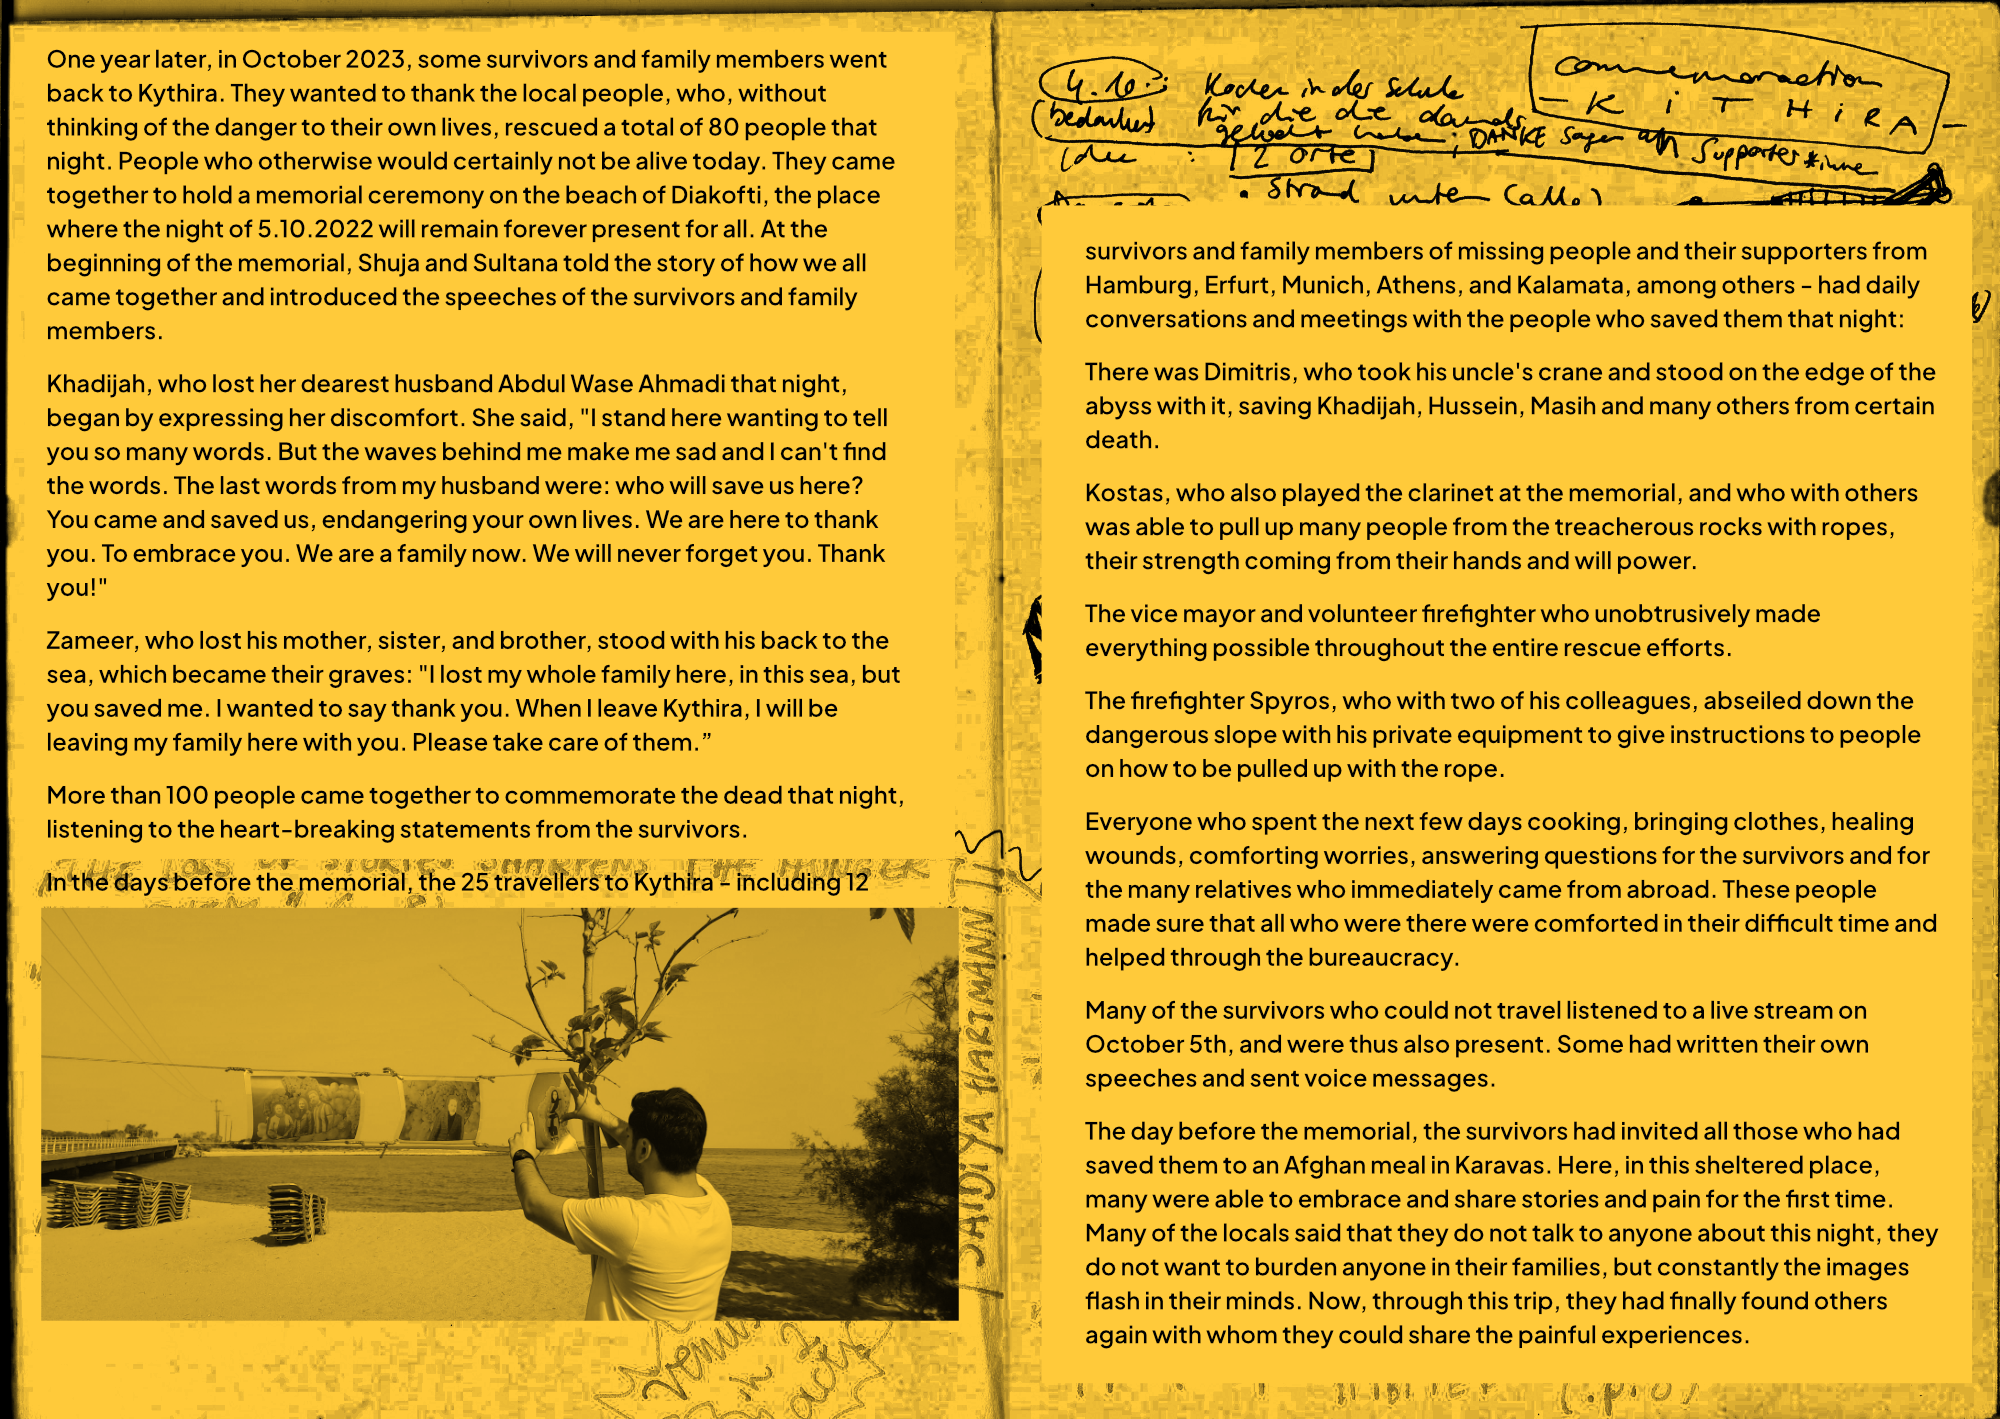 One year later, in October 2023, some survivors and family members went
back to Kythira. They wanted to thank the local people, who, without
thinking of the danger to their own lives, rescued a total of 80 people that
night. People who otherwise would certainly not be alive today. They came
together to hold a memorial ceremony on the beach of Diakofti, the place
where the night of 5.10.2022 will remain forever present for all. At the
beginning of the memorial, Shuja and Sultana told the story of how we all
came together and introduced the speeches of the survivors and family
members.
Khadijah, who lost her dearest husband Abdul Wase Ahmadi that night,
began by expressing her discomfort. She said, "I stand here wanting to tell
you so many words. But the waves behind me make me sad and I can't find
the words. The last words from my husband were: who will save us here?
You came and saved us, endangering your own lives. We are here to thank
you. To embrace you. We are a family now. We will never forget you. Thank
you!"
Zameer, who lost his mother, sister, and brother, stood with his back to the
sea, which became their graves: "I lost my whole family here, in this sea, but
you saved me. I wanted to say thank you. When I leave Kythira, I will be
leaving my family here with you. Please take care of them.”
More than 100 people came together to commemorate the dead that night,
listening to the heart-breaking statements from the survivors.
In the days before the memorial, the 25 travellers to Kythira – including 12
SADIYA HARTMANN
commemoraction
- KiTHiRA -
4.10.: Kochen in der Schule
(bedanken) für die die damals
gekocht haben; DANKE sagen an Supporter*inne
Idee : [2 Orte]
• Strand unten (alle)
survivors and family members of missing people and their supporters from
Hamburg, Erfurt, Munich, Athens, and Kalamata, among others – had daily
conversations and meetings with the people who saved them that night:
There was Dimitris, who took his uncle's crane and stood on the edge of the
abyss with it, saving Khadijah, Hussein, Masih and many others from certain
death.
Kostas, who also played the clarinet at the memorial, and who with others
was able to pull up many people from the treacherous rocks with ropes,
their strength coming from their hands and will power.
The vice mayor and volunteer firefighter who unobtrusively made
everything possible throughout the entire rescue efforts.
The firefighter Spyros, who with two of his colleagues, abseiled down the
dangerous slope with his private equipment to give instructions to people
on how to be pulled up with the rope.
Everyone who spent the next few days cooking, bringing clothes, healing
wounds, comforting worries, answering questions for the survivors and for
the many relatives who immediately came from abroad. These people
made sure that all who were there were comforted in their difficult time and
helped through the bureaucracy.
Many of the survivors who could not travel listened to a live stream on
October 5th, and were thus also present. Some had written their own
speeches and sent voice messages.
The day before the memorial, the survivors had invited all those who had
saved them to an Afghan meal in Karavas. Here, in this sheltered place,
many were able to embrace and share stories and pain for the first time.
Many of the locals said that they do not talk to anyone about this night, they
do not want to burden anyone in their families, but constantly the images
flash in their minds. Now, through this trip, they had finally found others
again with whom they could share the painful experiences.